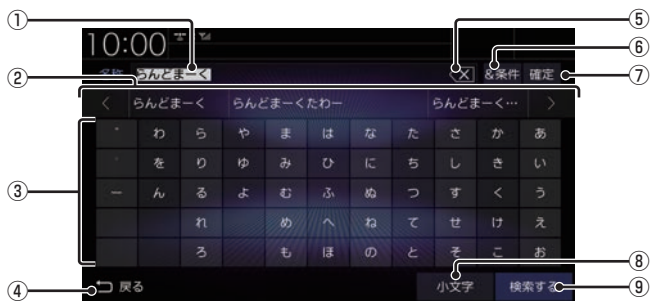 ① ⑤
10:00
⑥
名称 らんどまーく &条件 確定 ⑦
②
< らんどまーく らんどまーくたわー らんどまーく… >
゛ わ ら や ま は な た さ か あ
゜ を り ゆ み ひ に ち し き い
③ ー ん る よ む ふ ぬ つ す く う
れ め へ ね て せ け え
ろ も ほ の と そ こ お
④ 戻る 小文字 検索する ⑨
⑧